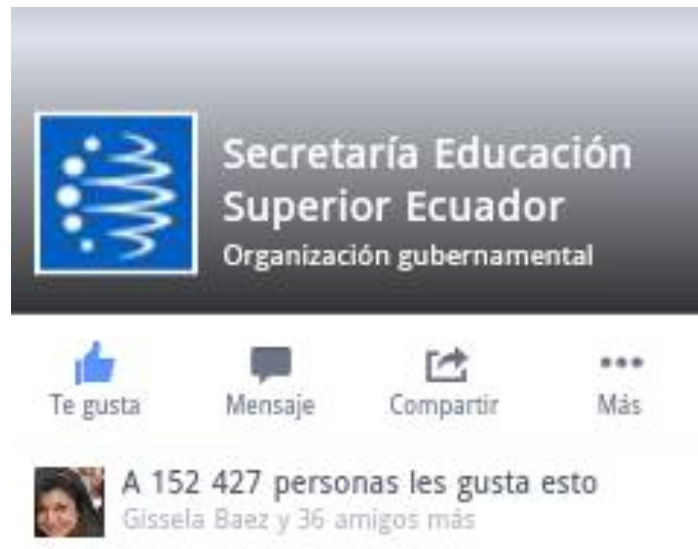 Secretaría Educación
Superior Ecuador
Organización gubernamental
Te gusta Mensaje Compartir Más
A 152 427 personas les gusta esto
Gissela Baez y 36 amigos más